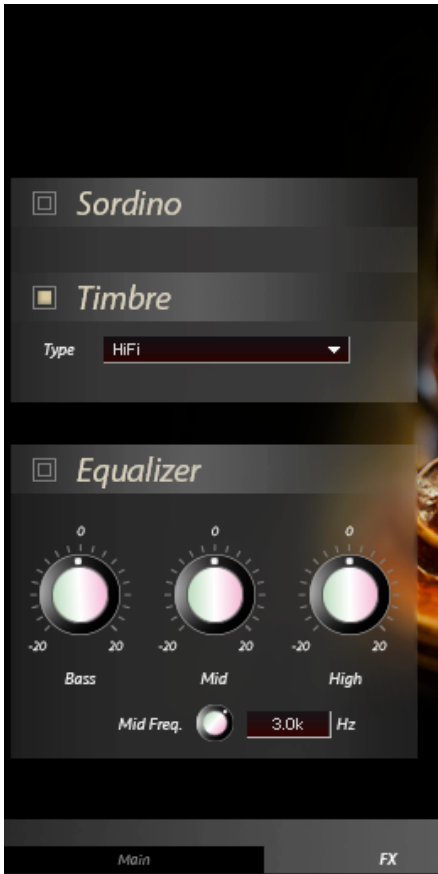 Sordino
Timbre
Type HiFi
Equalizer
0 0 0
-20 20 -20 20 -20 20
Bass Mid High
Mid Freq. 3.0k Hz
Main FX